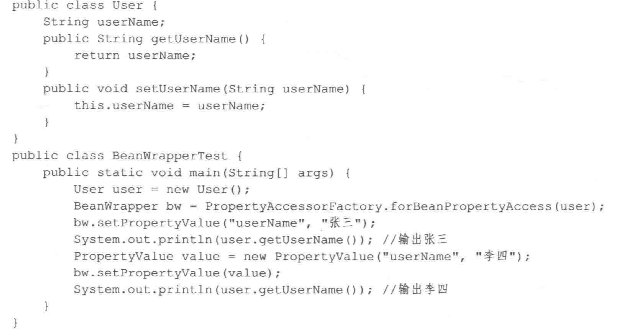 public class User {
    String userName;
    public String getUserName() {
        return userName;
    }
    public void setUserName(String userName) {
        this.userName = userName;
    }
}
public class BeanWrapperTest {
    public static void main(String[] args) {
        User user = new User();
        BeanWrapper bw = PropertyAccessorFactory.forBeanPropertyAccess(user);
        bw.setPropertyValue("userName", "张三");
        System.out.println(user.getUserName()); //输出张三
        PropertyValue value = new PropertyValue("userName", "李四");
        bw.setPropertyValue(value);
        System.out.println(user.getUserName()); //输出李四
    }
}